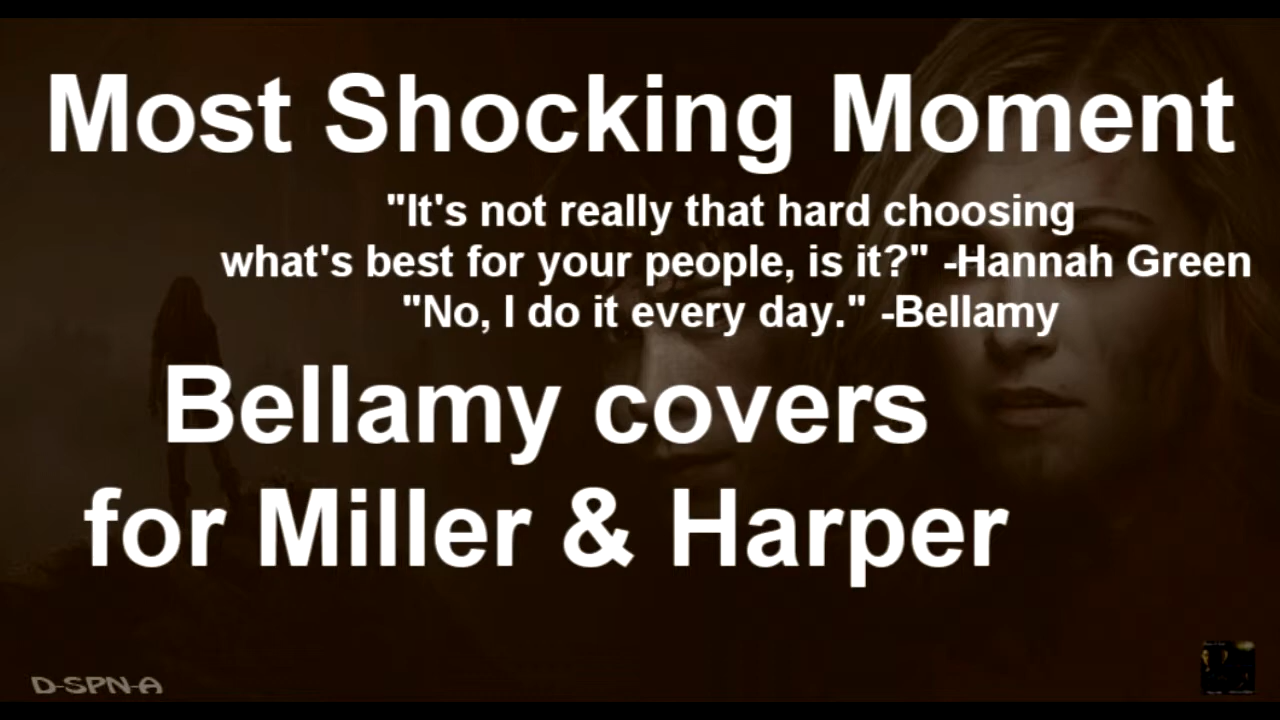 Most Shocking Moment
"It's not really that hard choosing
what's best for your people, is it?" -Hannah Green
"No, I do it every day." -Bellamy
Bellamy covers
for Miller & Harper
D-SPN-A